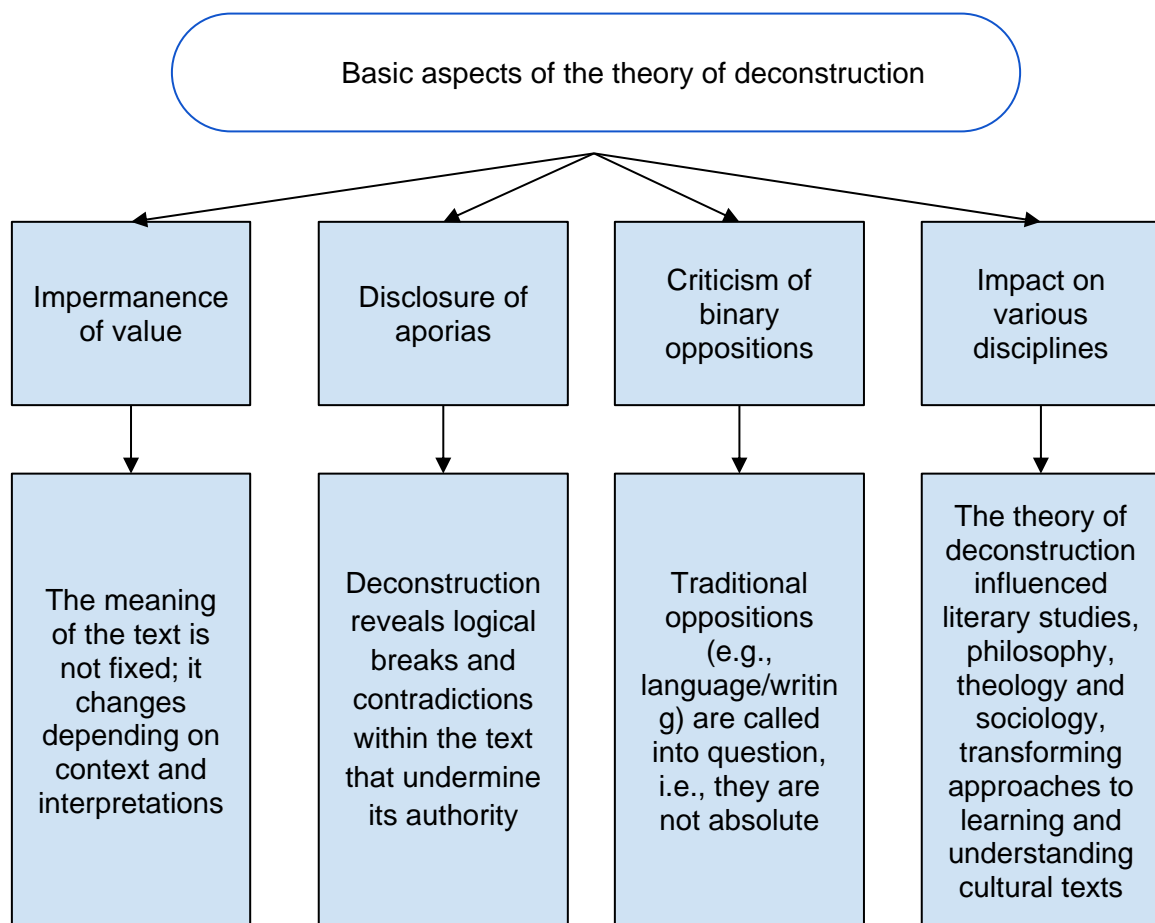 Basic aspects of the theory of deconstruction
Impermanence
of value
Disclosure of
aporias
Criticism of
binary
oppositions
Impact on
various
disciplines
The meaning
of the text is
not fixed; it
changes
depending on
context and
interpretations
Deconstruction
reveals logical
breaks and
contradictions
within the text
that undermine
its authority
Traditional
oppositions
(e.g.,
language/writin
g) are called
into question,
i.e., they are
not absolute
The theory of
deconstruction
influenced
literary studies,
philosophy,
theology and
sociology,
transforming
approaches to
learning and
understanding
cultural texts